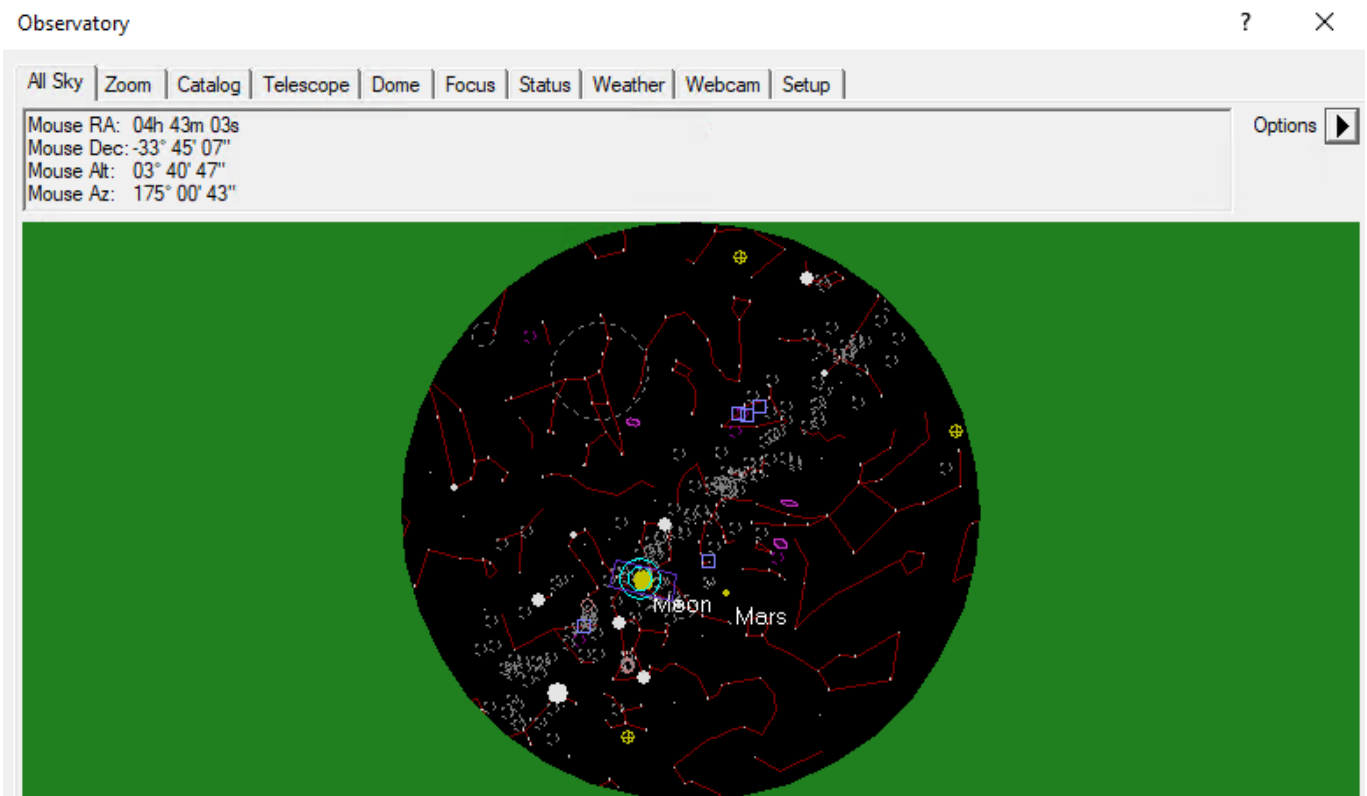 Observatory ? ×
All Sky Zoom Catalog Telescope Dome Focus Status Weather Webcam Setup
Mouse RA: 04h 43m 03s
Mouse Dec: -33° 45' 07"
Mouse Alt: 03° 40' 47"
Mouse Az: 175° 00' 43"
Options
Moon
Mars